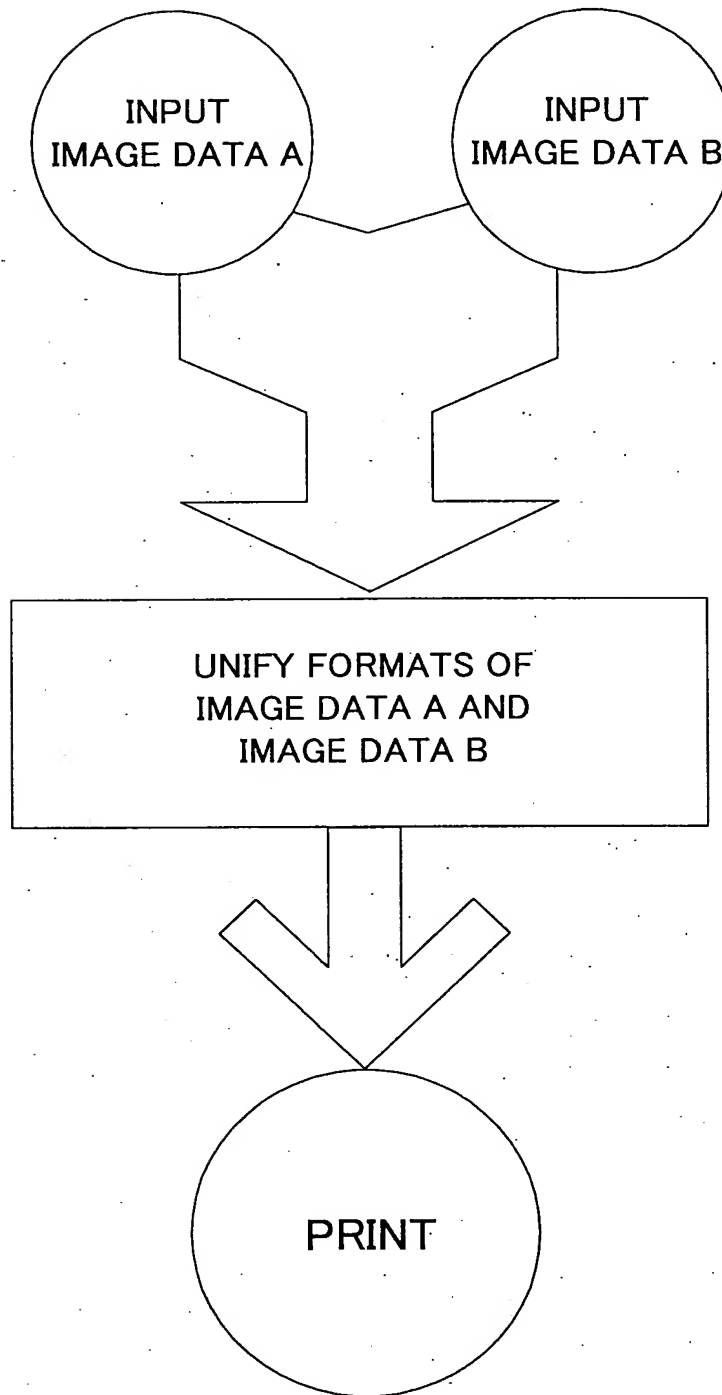 INPUT
IMAGE DATA A
INPUT
IMAGE DATA B
UNIFY FORMATS OF
IMAGE DATA A AND
IMAGE DATA B
PRINT